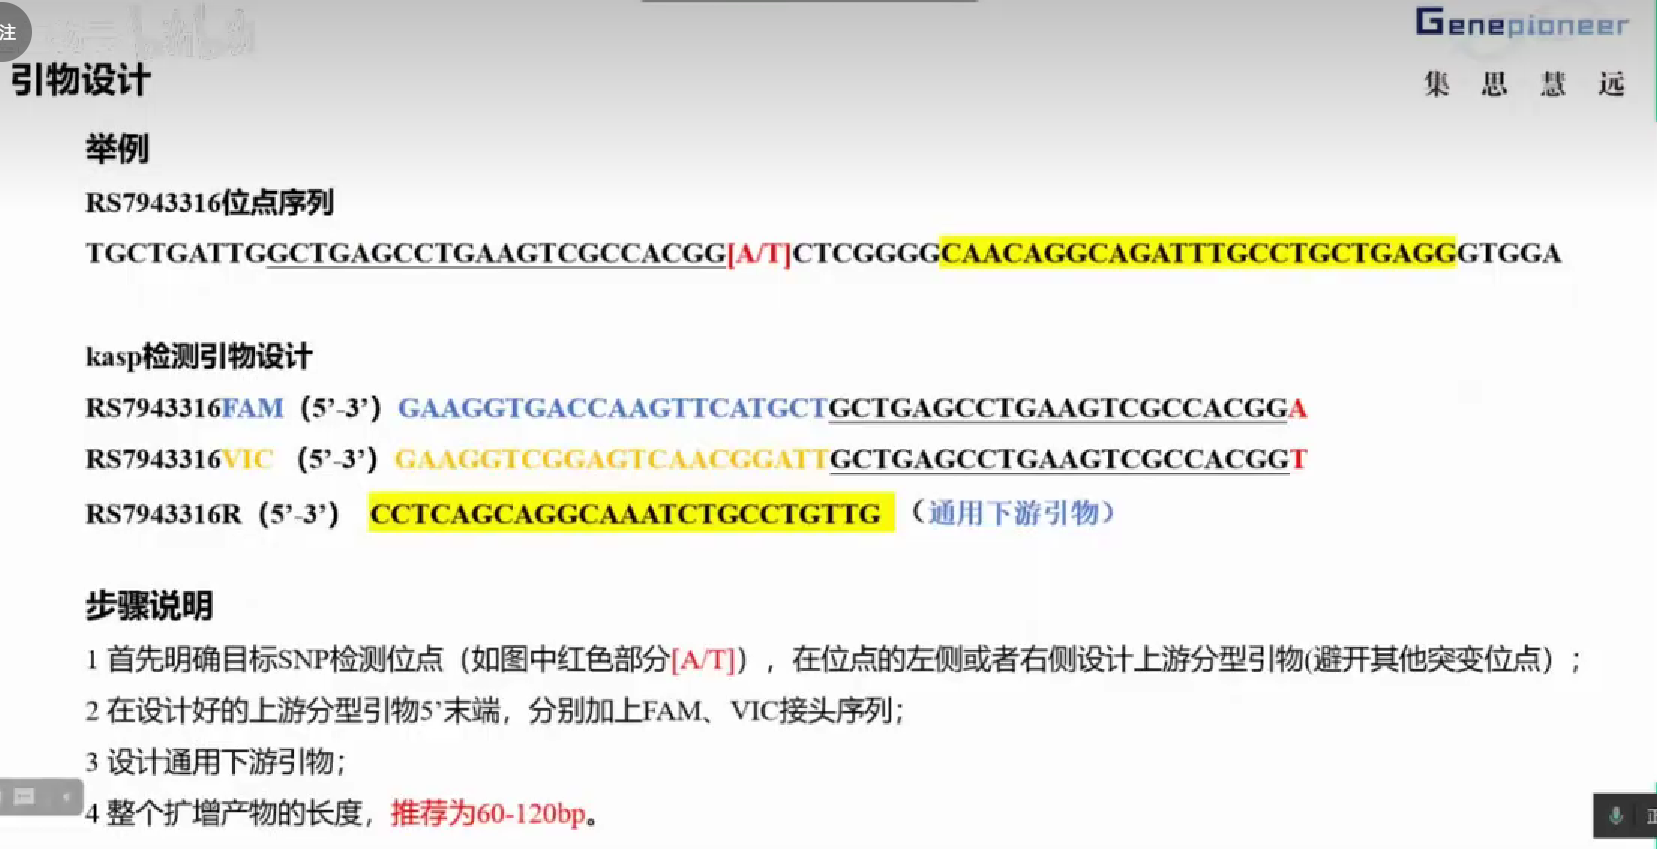 注
Genepioneer
集思慧远
引物设计
举例
RS7943316位点序列
TGCTGATTGGCTGAGCCTGAAGTCGCCACGG[A/T]CTCGGGGCAACAGGCAGATTTGCCTGCTGAGGGTGGA
kasp检测引物设计
RS7943316FAM（5’-3’）GAAGGTGACCAAGTTCATGCTGCTGAGCCTGAAGTCGCCACGGA
RS7943316VIC（5’-3’）GAAGGTCGGAGTCAACGGATTGCTGAGCCTGAAGTCGCCACGGT
RS7943316R（5’-3’） CCTCAGCAGGCAAATCTGCCTGTTG （通用下游引物）
步骤说明
1 首先明确目标SNP检测位点（如图中红色部分[A/T]），在位点的左侧或者右侧设计上游分型引物(避开其他突变位点）；
2 在设计好的上游分型引物5’末端，分别加上FAM、VIC接头序列；
3 设计通用下游引物；
4 整个扩增产物的长度，推荐为60-120bp。